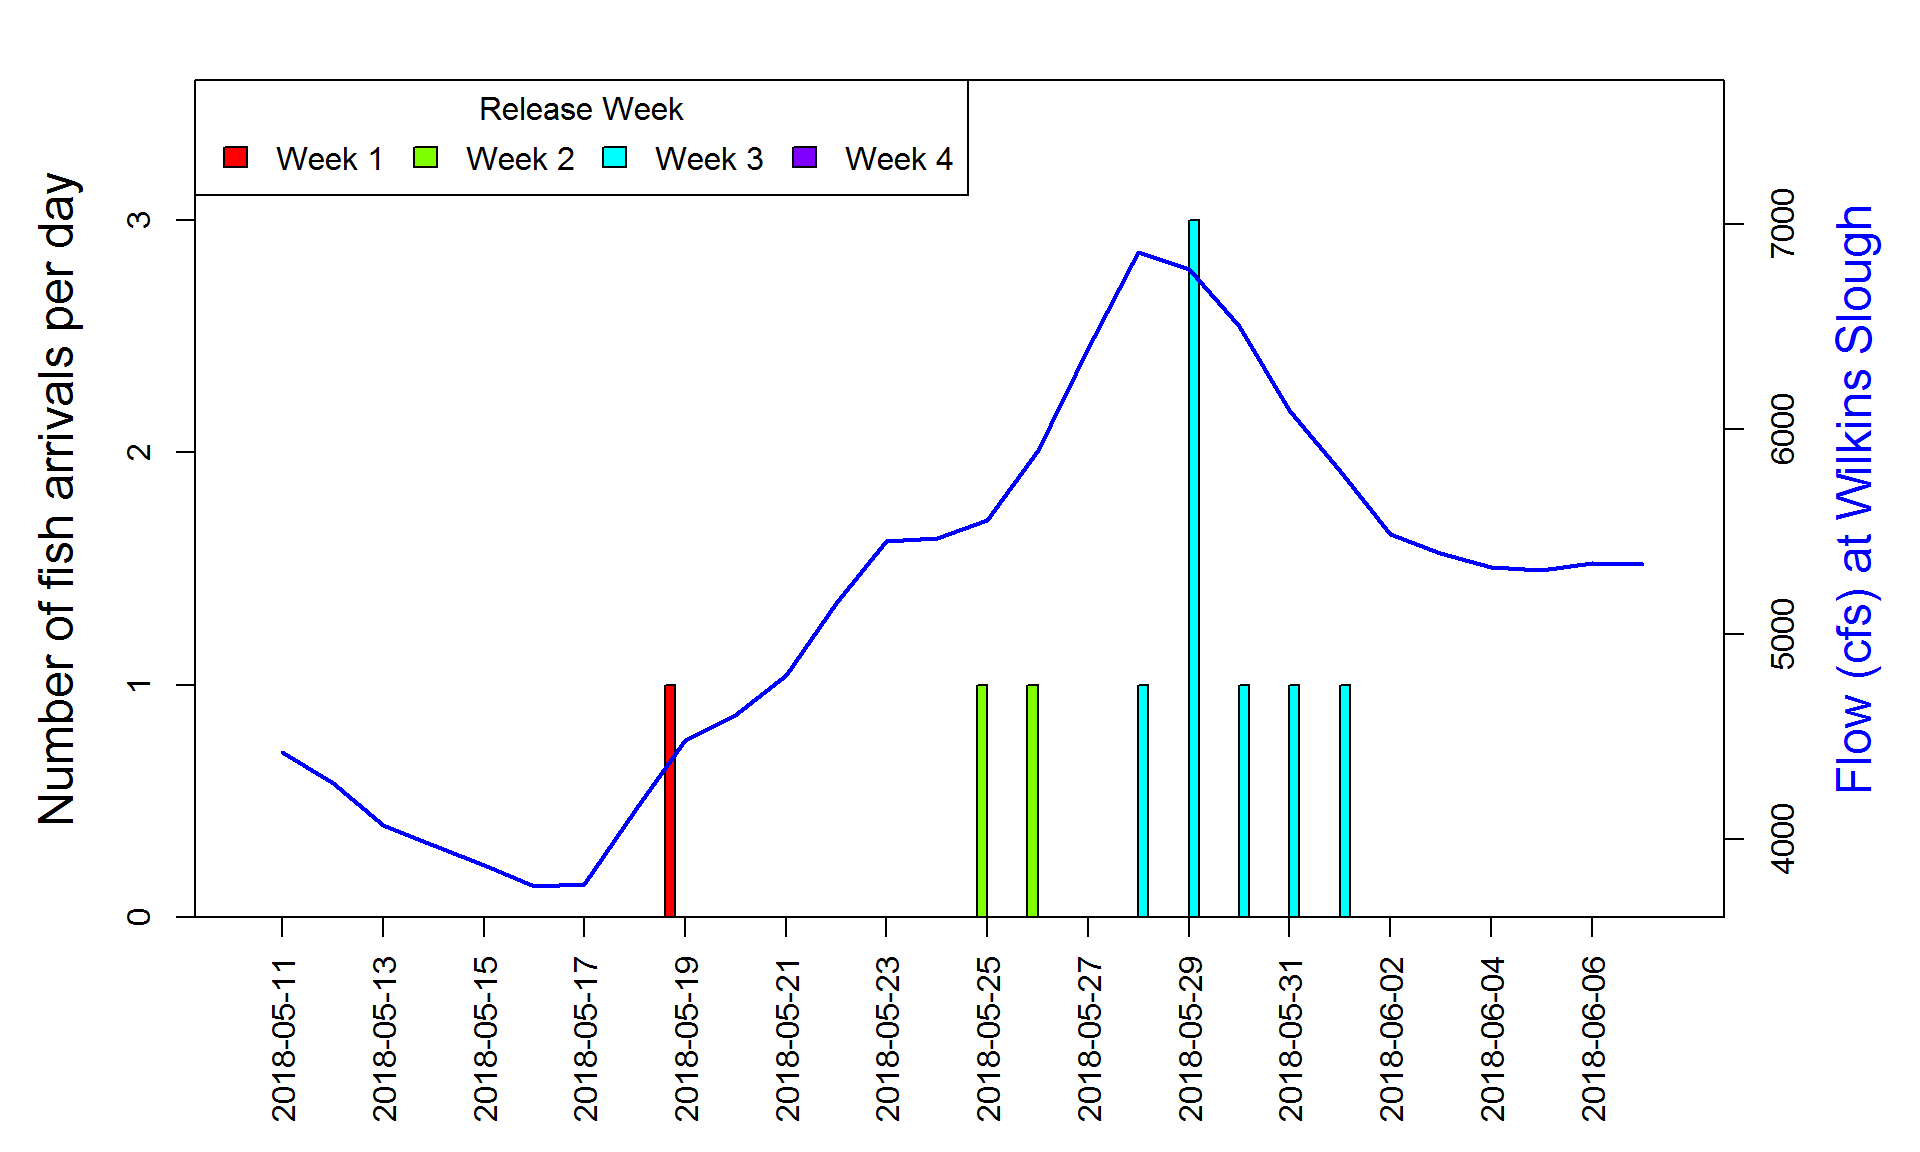 Release Week
Week 1 Week 2 Week 3 Week 4
Number of fish arrivals per day
0 1 2 3
2018-05-11 2018-05-13 2018-05-15 2018-05-17 2018-05-19 2018-05-21 2018-05-23 2018-05-25 2018-05-27 2018-05-29 2018-05-31 2018-06-02 2018-06-04 2018-06-06
4000 5000 6000 7000
Flow (cfs) at Wilkins Slough